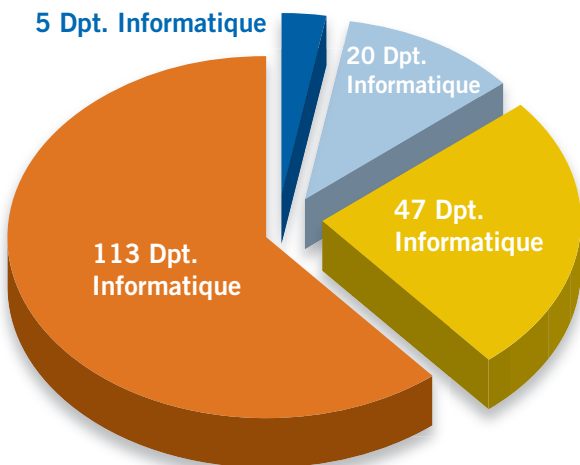 5 Dpt. Informatique
20 Dpt.
Informatique
47 Dpt.
Informatique
113 Dpt.
Informatique